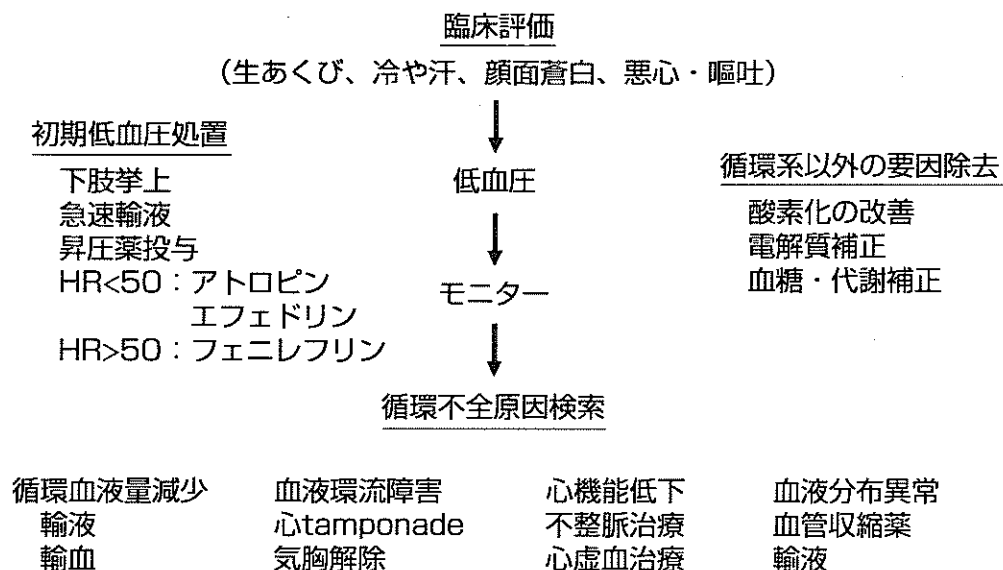 臨床評価
（生あくび、冷や汗、顔面蒼白、悪心・嘔吐）
初期低血圧処置
下肢挙上
急速輸液
昇圧薬投与
HR<50：アトロピン
エフェドリン
HR>50：フェニレフリン
低血圧
モニター
循環系以外の要因除去
酸素化の改善
電解質補正
血糖・代謝補正
循環不全原因検索
循環血液量減少
輸液
輸血
血液環流障害
心tamponade
気胸解除
心機能低下
不整脈治療
心虚血治療
血液分布異常
血管収縮薬
輸液